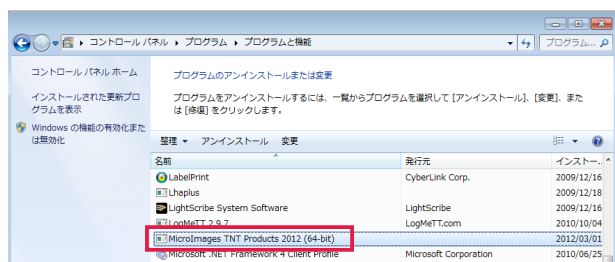 コントロール パネル ▸ プログラム ▸ プログラムと機能
プログラム...
コントロール パネル ホーム
インストールされた更新プロ
グラムを表示
Windows の機能の有効化また
は無効化
プログラムのアンインストールまたは変更
プログラムをアンインストールするには、一覧からプログラムを選択して [アンインストール]、[変更]、また
は [修復] をクリックします。
整理 ▼ アンインストール 変更
名前 発行元 インストー...
LabelPrint CyberLink Corp. 2009/12/16
Lhaplus 2009/12/18
LightScribe System Software LightScribe 2009/12/16
LogMeTT 2.9.7 LogMeTT.com 2010/10/04
MicroImages TNT Products 2012 (64-bit) 2012/03/01
Microsoft .NET Framework 4 Client Profile Microsoft Corporation 2010/06/25